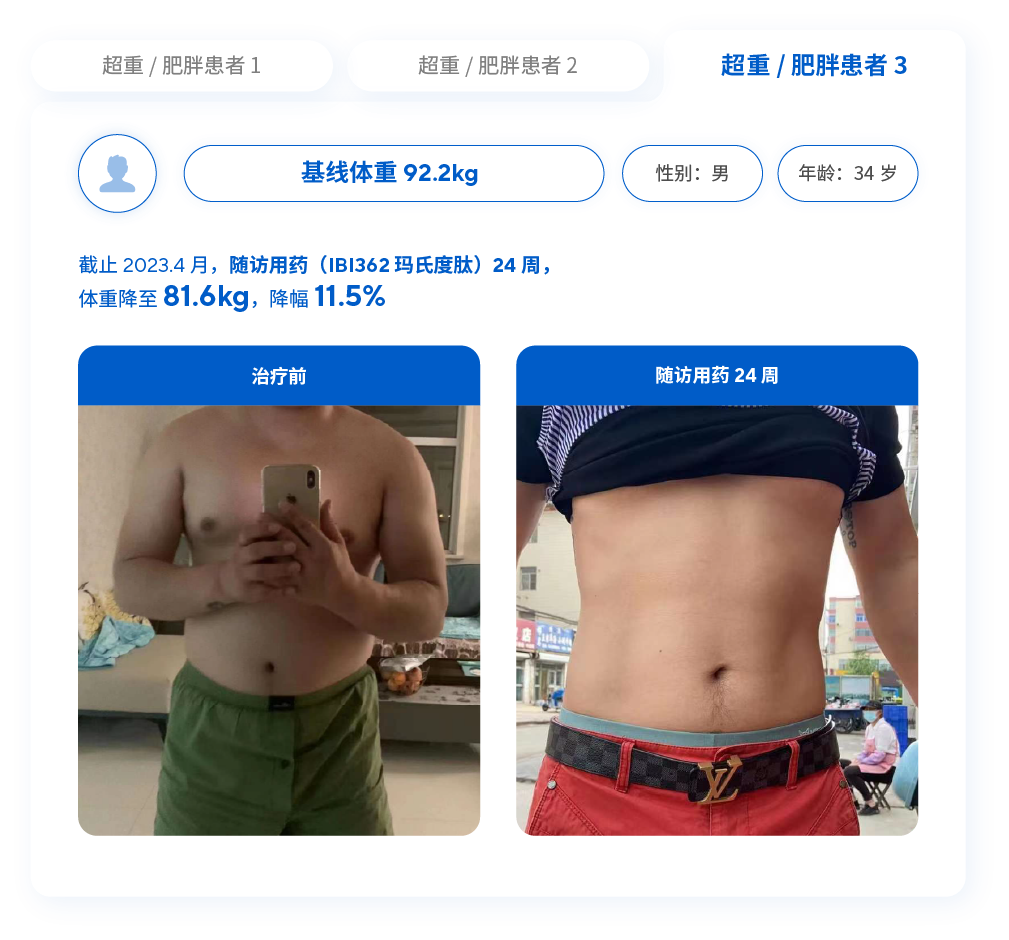 超重 / 肥胖患者 1
超重 / 肥胖患者 2
超重 / 肥胖患者 3
基线体重 92.2kg
性别：男
年龄：34 岁
截止 2023.4 月，随访用药（IBI362 玛氏度肽）24 周，
体重降至 81.6kg，降幅 11.5%
治疗前
随访用药 24 周
店